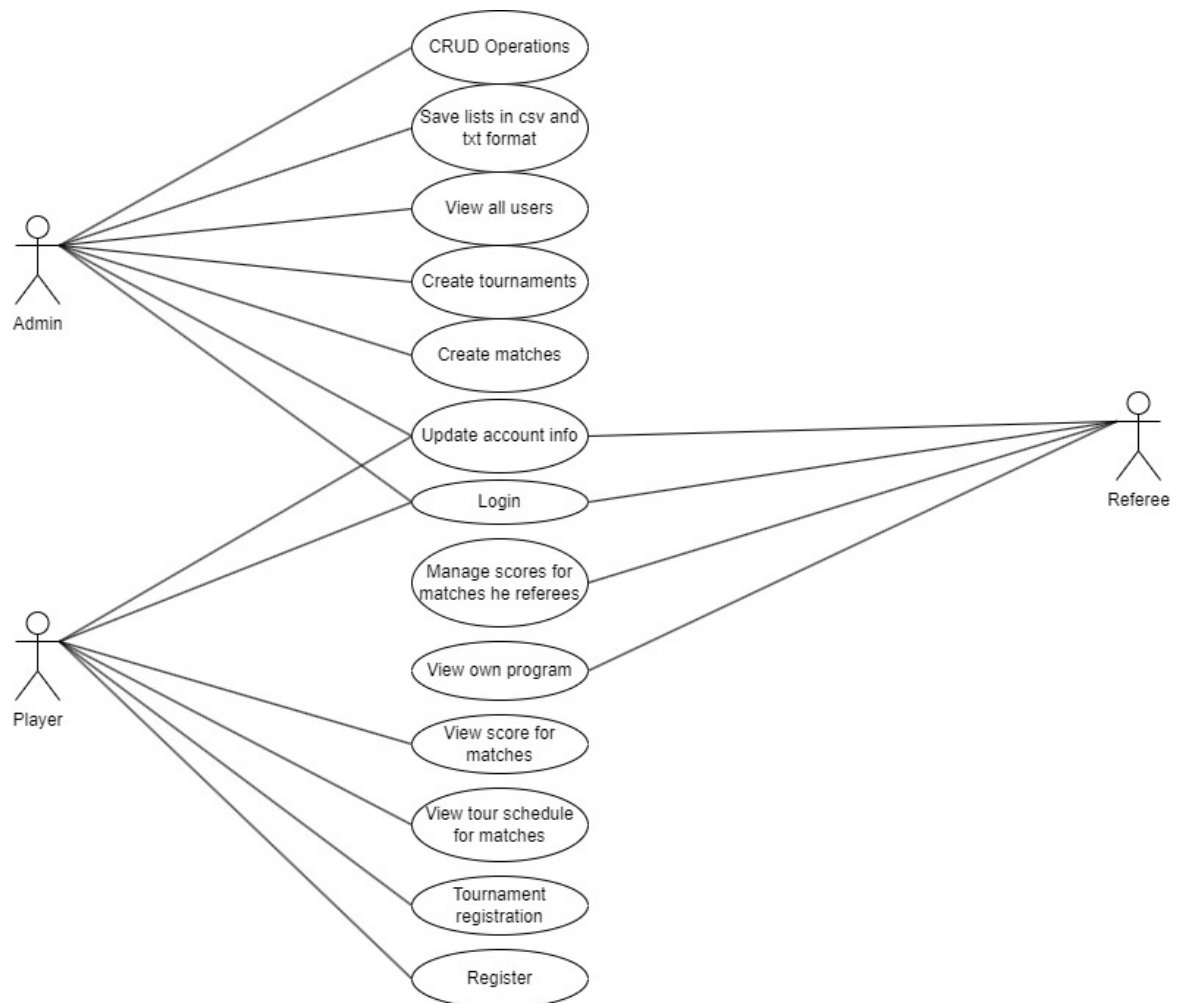 CRUD Operations
Save lists in csv and
txt format
View all users
Admin
Create tournaments
Create matches
Update account info
Login
Referee
Manage scores for
matches he referees
View own program
Player
View score for
matches
View tour schedule
for matches
Tournament
registration
Register